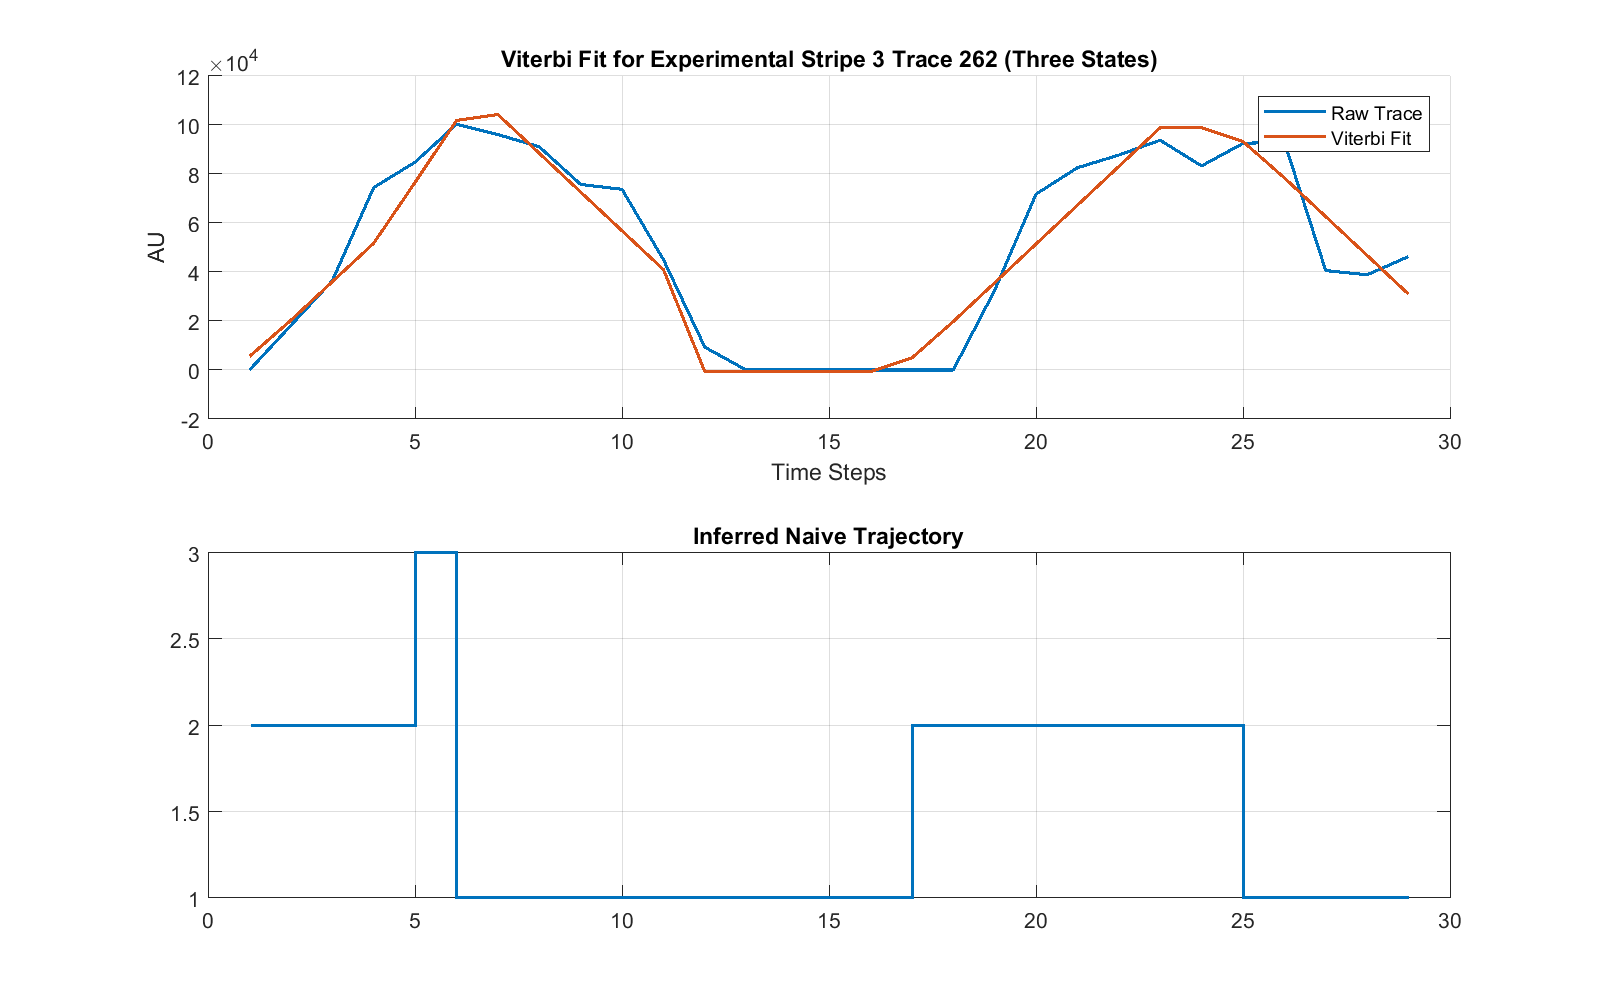 Viterbi Fit for Experimental Stripe 3 Trace 262 (Three States)
×10^4
12
10
8
6
4
2
0
-2
AU
Raw Trace
Viterbi Fit
0 5 10 15 20 25 30
Time Steps
Inferred Naive Trajectory
3
2.5
2
1.5
1
0 5 10 15 20 25 30